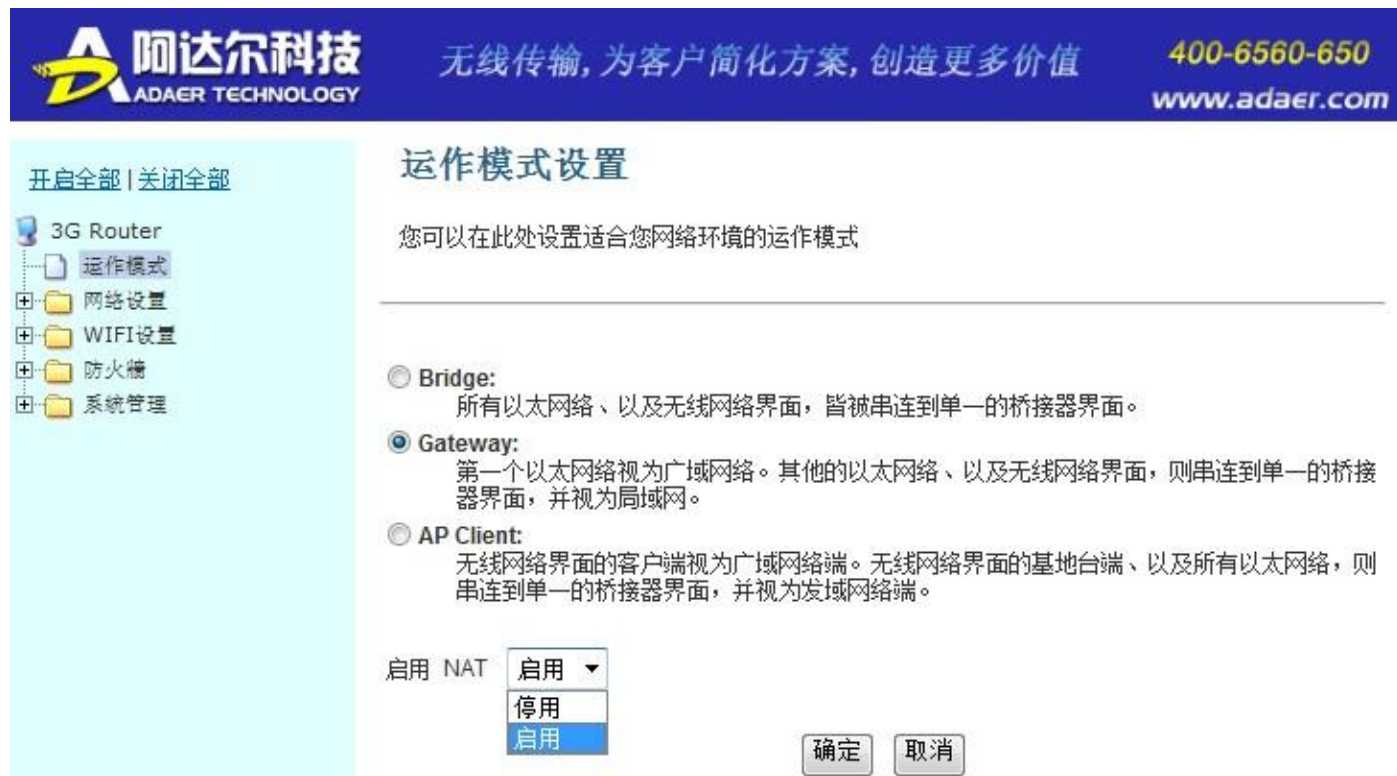 阿达尔科技
ADAER TECHNOLOGY
无线传输,为客户简化方案,创造更多价值
400-6560-650
www.adaer.com
开启全部 | 关闭全部
3G Router
运作模式
网络设置
WIFI设置
防火墙
系统管理
运作模式设置
您可以在此处设置适合您网络环境的运作模式
Bridge:
所有以太网络、以及无线网络界面，皆被串连到单一的桥接器界面。
Gateway:
第一个以太网络视为广域网络。其他的以太网络、以及无线网络界面，则串连到单一的桥接
器界面，并视为局域网。
AP Client:
无线网络界面的客户端视为广域网络端。无线网络界面的基地台端、以及所有以太网络，则
串连到单一的桥接器界面，并视为发域网络端。
启用 NAT 启用
停用
启用
确定 取消